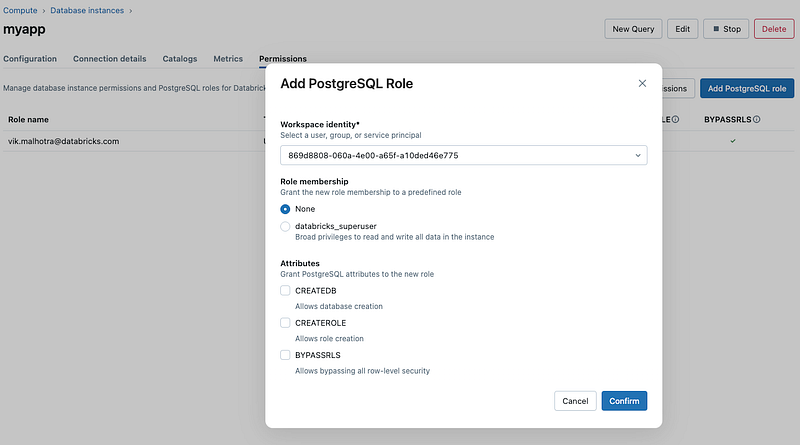 Compute › Database instances ›
myapp
New Query Edit Stop Delete
Configuration Connection details Catalogs Metrics Permissions
Manage database instance permissions and PostgreSQL roles for Databric
Add PostgreSQL role
Role name
BYPASSRLS
vik.malhotra@databricks.com
Add PostgreSQL Role
Workspace identity*
Select a user, group, or service principal
869d8808-060a-4e00-a65f-a10ded46e775
Role membership
Grant the new role membership to a predefined role
None
databricks_superuser
Broad privileges to read and write all data in the instance
Attributes
Grant PostgreSQL attributes to the new role
CREATEDB
Allows database creation
CREATEROLE
Allows role creation
BYPASSRLS
Allows bypassing all row-level security
Cancel Confirm